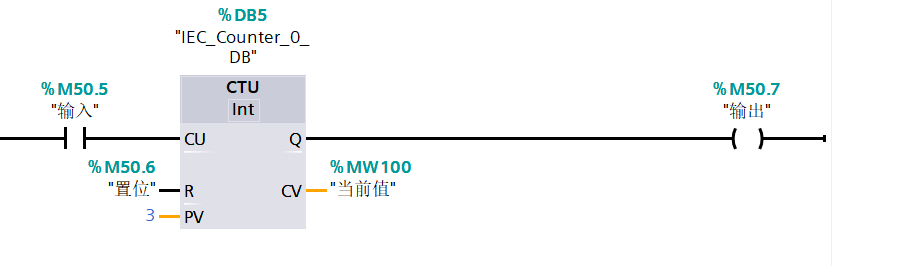 %DB5
"IEC_Counter_0_
DB"
%M50.5
"输入"
CTU
Int
%M50.7
"输出"
CU
Q
%M50.6
"置位"
R
%MW100
CV
"当前值"
3
PV